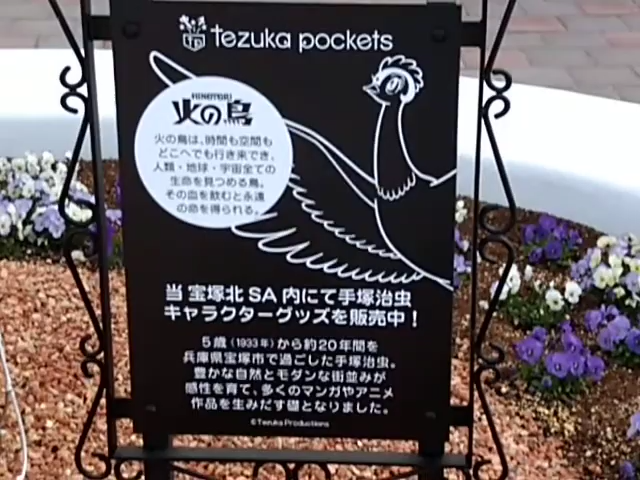 tezuka pockets
HINOTORI
火の鳥
火の鳥は、時間も空間も
どこへでも行き来でき、
人類・地球・宇宙全ての
生命を見つめる鳥。
その血を飲むと永遠
の命を得られる。
当 宝塚北 SA 内にて手塚治虫
キャラクターグッズを販売中！
5歳（1933年）から約20年間を
兵庫県宝塚市で過ごした手塚治虫。
豊かな自然とモダンな街並みが
感性を育て、多くのマンガやアニメ
作品を生みだす礎となりました。
©Tezuka Productions